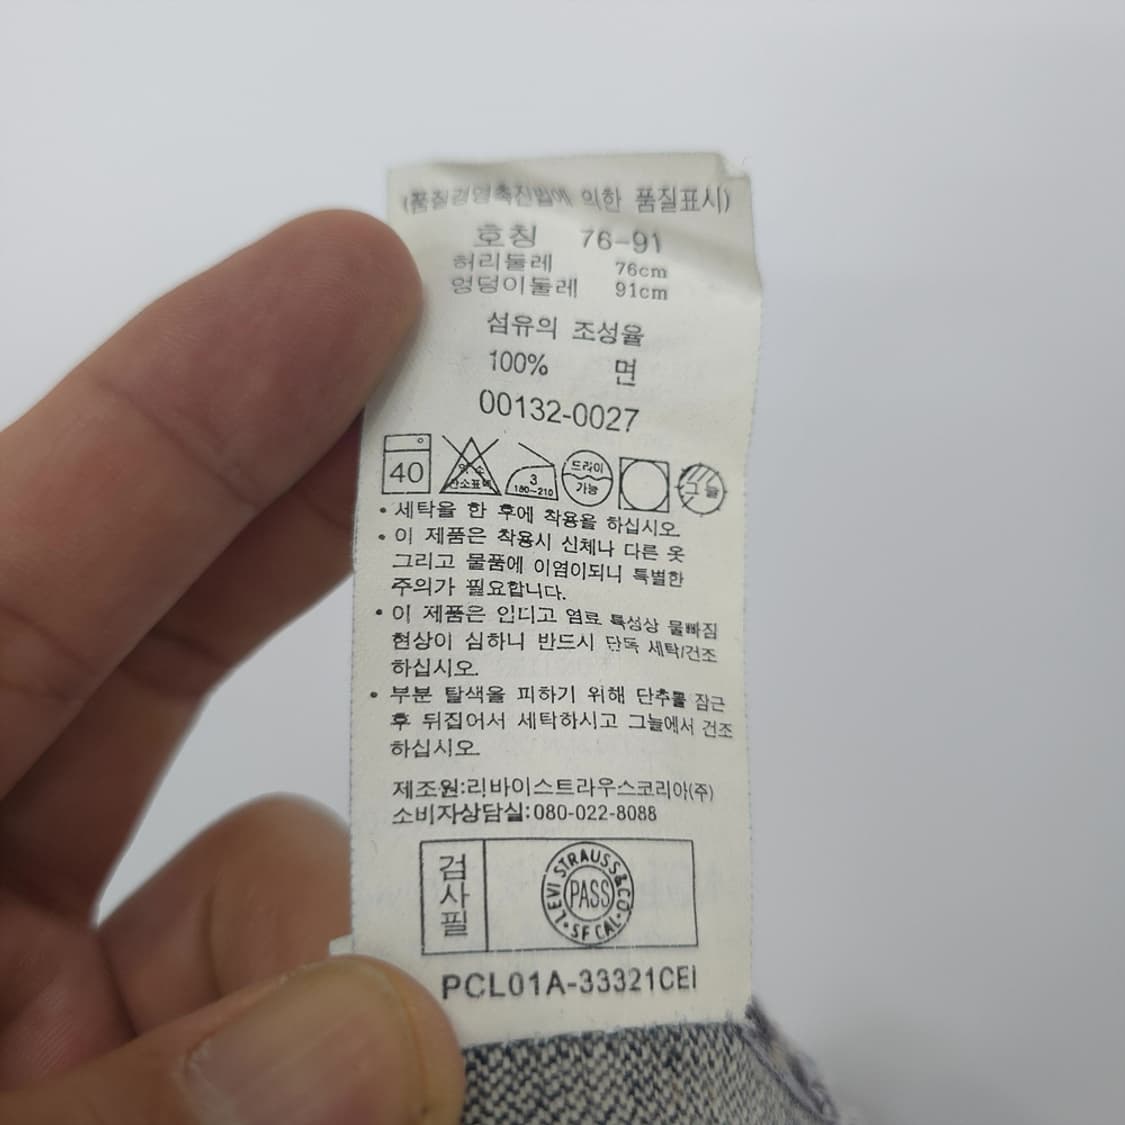 (품질경영촉진법에 의한 품질표시)
호칭 76-91
허리둘레 76cm
엉덩이둘레 91cm
섬유의 조성율
100% 면
00132-0027
40
염소
산소표백
3
180~210
드라이
가능
그늘
• 세탁을 한 후에 착용을 하십시오.
• 이 제품은 착용시 신체나 다른 옷
그리고 물품에 이염이되니 특별한
주의가 필요합니다.
• 이 제품은 인디고 염료 특성상 물빠짐
현상이 심하니 반드시 단독 세탁/건조
하십시오.
• 부분 탈색을 피하기 위해 단추를 잠근
후 뒤집어서 세탁하시고 그늘에서 건조
하십시오.
제조원:리바이스트라우스코리아(주)
소비자상담실:080-022-8088
검사필
LEVI STRAUSS & CO.
PASS
SF CAL
PCL01A-33321CEI